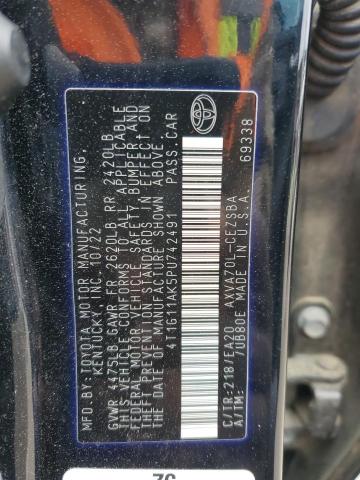 MFD. BY: TOYOTA MOTOR MANUFACTURING,
KENTUCKY, INC. 10/22
GVWR 4475LB GAWR FR 2620LB RR 2420LB
THIS VEHICLE CONFORMS TO ALL APPLICABLE
FEDERAL MOTOR VEHICLE SAFETY, BUMPER, AND
THEFT PREVENTION STANDARDS IN EFFECT ON
THE DATE OF MANUFACTURE SHOWN ABOVE.
4T1G11AK5PU742491 PASS.CAR
C/TR:218/EA20 AXVA70L-CEZSBA
A/TM: /UB80E MADE IN U.S.A.
69338